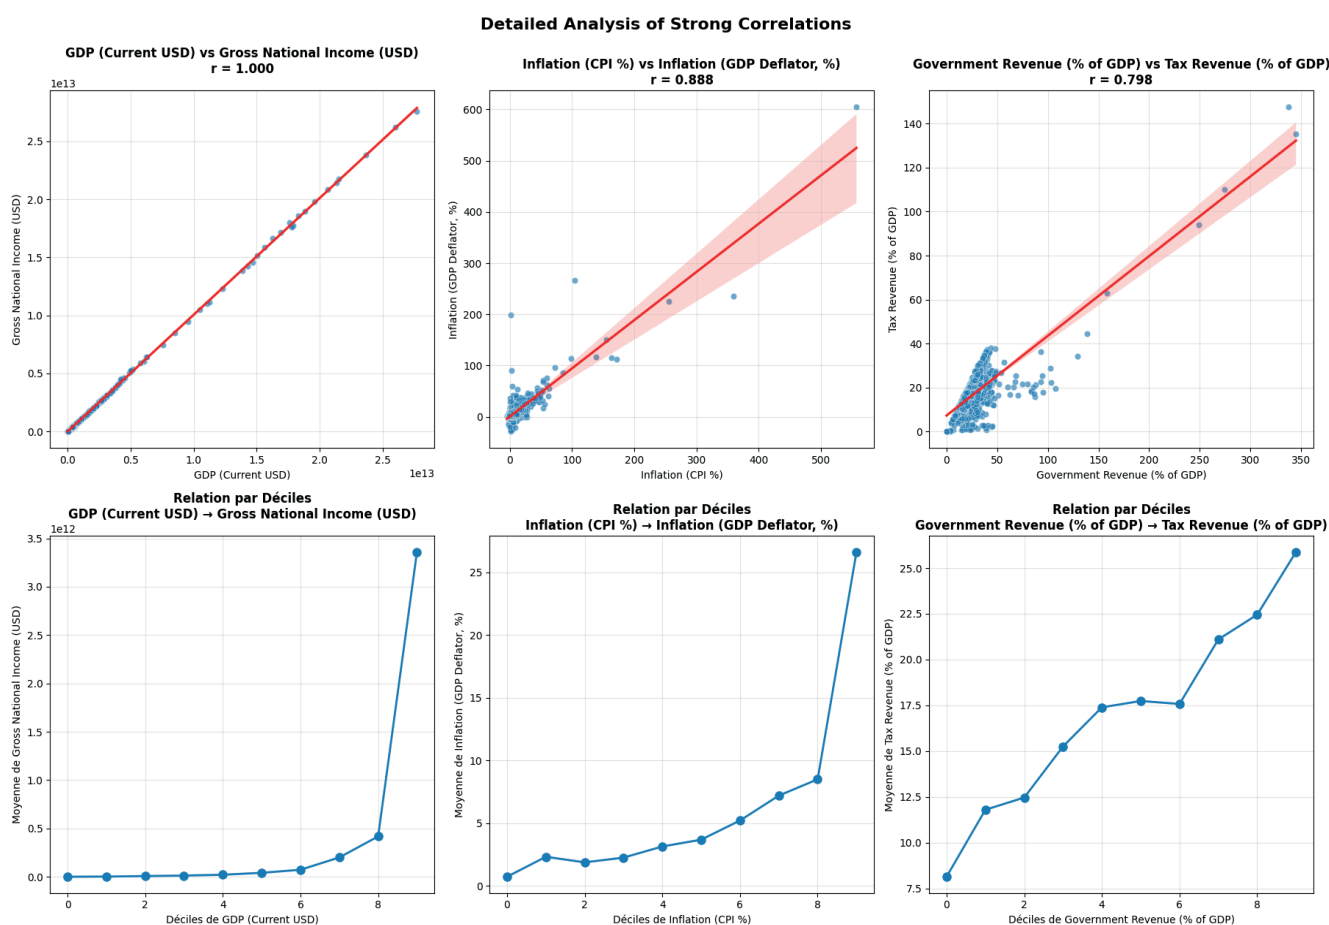 Detailed Analysis of Strong Correlations
GDP (Current USD) vs Gross National Income (USD)
r = 1.000
1e13
2.5
2.0
1.5
1.0
0.5
0.0
Gross National Income (USD)
0.0 0.5 1.0 1.5 2.0 2.5
1e13
GDP (Current USD)
Inflation (CPI %) vs Inflation (GDP Deflator, %)
r = 0.888
600
500
400
300
200
100
0
Inflation (GDP Deflator, %)
0 100 200 300 400 500
Inflation (CPI %)
Government Revenue (% of GDP) vs Tax Revenue (% of GDP)
r = 0.798
140
120
100
80
60
40
20
0
Tax Revenue (% of GDP)
0 50 100 150 200 250 300 350
Government Revenue (% of GDP)
Relation par Déciles
GDP (Current USD) → Gross National Income (USD)
1e12
3.5
3.0
2.5
2.0
1.5
1.0
0.5
0.0
Moyenne de Gross National Income (USD)
0 2 4 6 8
Déciles de GDP (Current USD)
Relation par Déciles
Inflation (CPI %) → Inflation (GDP Deflator, %)
25
20
15
10
5
0
Moyenne de Inflation (GDP Deflator, %)
0 2 4 6 8
Déciles de Inflation (CPI %)
Relation par Déciles
Government Revenue (% of GDP) → Tax Revenue (% of GDP)
25.0
22.5
20.0
17.5
15.0
12.5
10.0
7.5
Moyenne de Tax Revenue (% of GDP)
0 2 4 6 8
Déciles de Government Revenue (% of GDP)